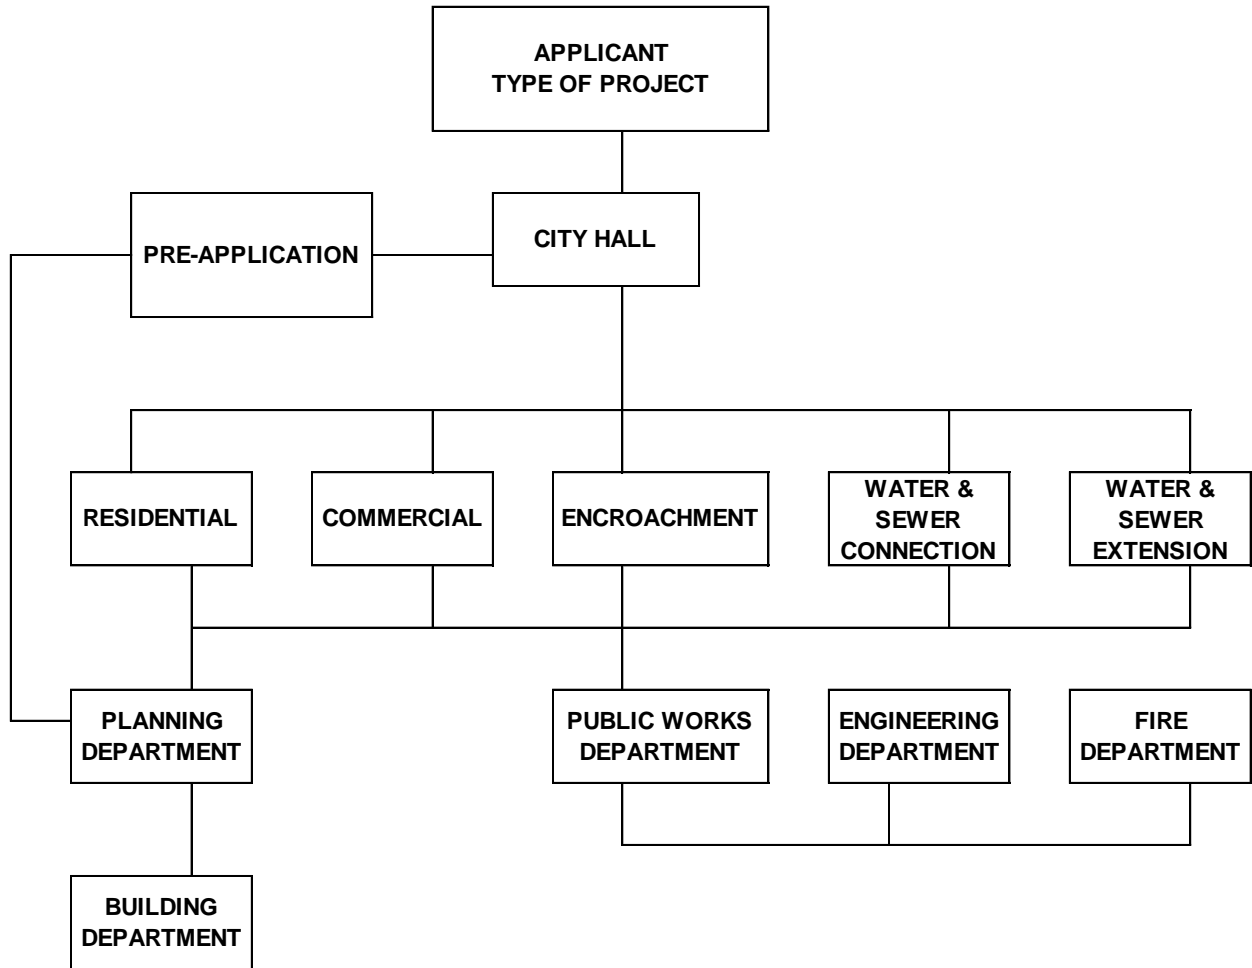 APPLICANT
TYPE OF PROJECT
PRE-APPLICATION
CITY HALL
RESIDENTIAL
COMMERCIAL
ENCROACHMENT
WATER &
SEWER
CONNECTION
WATER &
SEWER
EXTENSION
PLANNING
DEPARTMENT
PUBLIC WORKS
DEPARTMENT
ENGINEERING
DEPARTMENT
FIRE
DEPARTMENT
BUILDING
DEPARTMENT